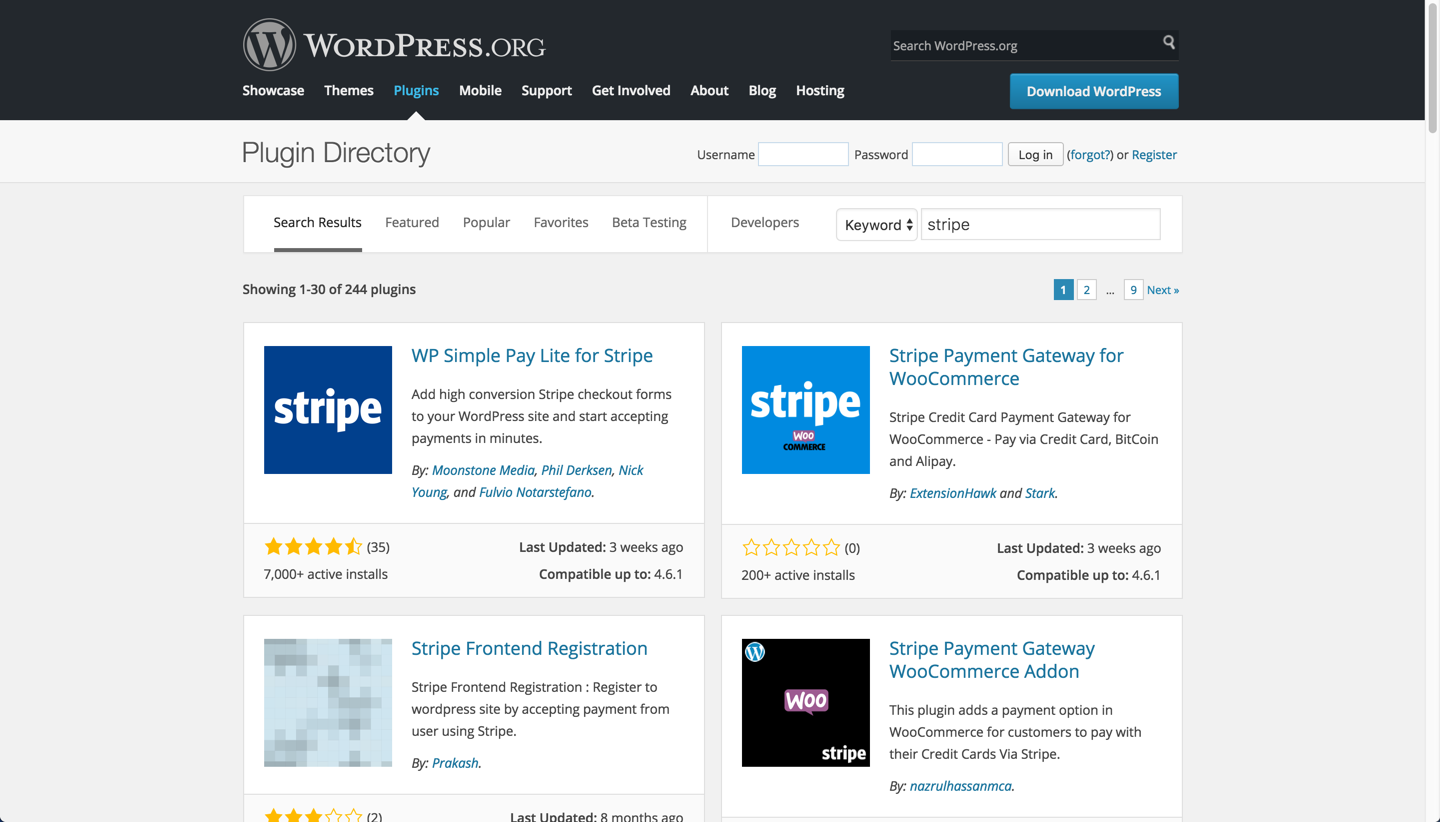 WORDPRESS.ORG
Search WordPress.org
Showcase Themes Plugins Mobile Support Get Involved About Blog Hosting
Download WordPress
Plugin Directory
Username Password Log in (forgot?) or Register
Search Results Featured Popular Favorites Beta Testing Developers Keyword stripe
Showing 1-30 of 244 plugins
1 2 ... 9 Next »
stripe
WP Simple Pay Lite for Stripe
Add high conversion Stripe checkout forms
to your WordPress site and start accepting
payments in minutes.
By: Moonstone Media, Phil Derksen, Nick
Young, and Fulvio Notarstefano.
(35)
Last Updated: 3 weeks ago
7,000+ active installs
Compatible up to: 4.6.1
stripe
WOO
COMMERCE
Stripe Payment Gateway for
WooCommerce
Stripe Credit Card Payment Gateway for
WooCommerce - Pay via Credit Card, BitCoin
and Alipay.
By: ExtensionHawk and Stark.
(0)
Last Updated: 3 weeks ago
200+ active installs
Compatible up to: 4.6.1
Stripe Frontend Registration
Stripe Frontend Registration : Register to
wordpress site by accepting payment from
user using Stripe.
By: Prakash.
(2)
Last Updated: 8 months ago
WOO
stripe
Stripe Payment Gateway
WooCommerce Addon
This plugin adds a payment option in
WooCommerce for customers to pay with
their Credit Cards Via Stripe.
By: nazrulhassanmca.